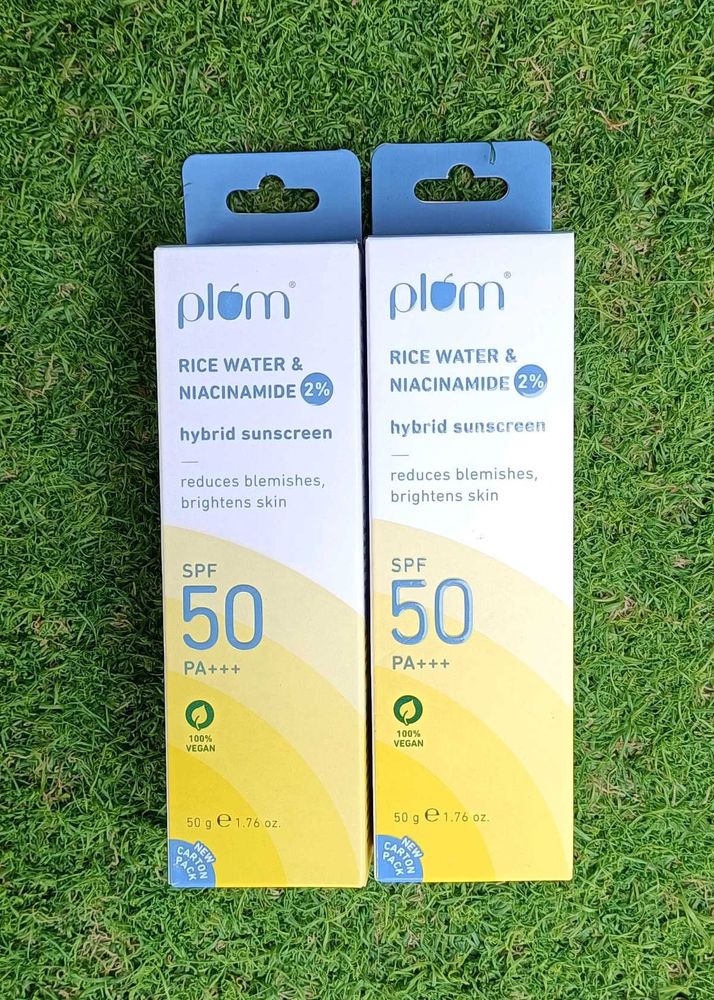 plum®
RICE WATER &
NIACINAMIDE 2%
hybrid sunscreen
reduces blemishes,
brightens skin
SPF
50
PA+++
100%
VEGAN
50 g ℮ 1.76 oz.
NEW
CARTON
PACK
plum®
RICE WATER &
NIACINAMIDE 2%
hybrid sunscreen
reduces blemishes,
brightens skin
SPF
50
PA+++
100%
VEGAN
50 g ℮ 1.76 oz.
NEW
CARTON
PACK